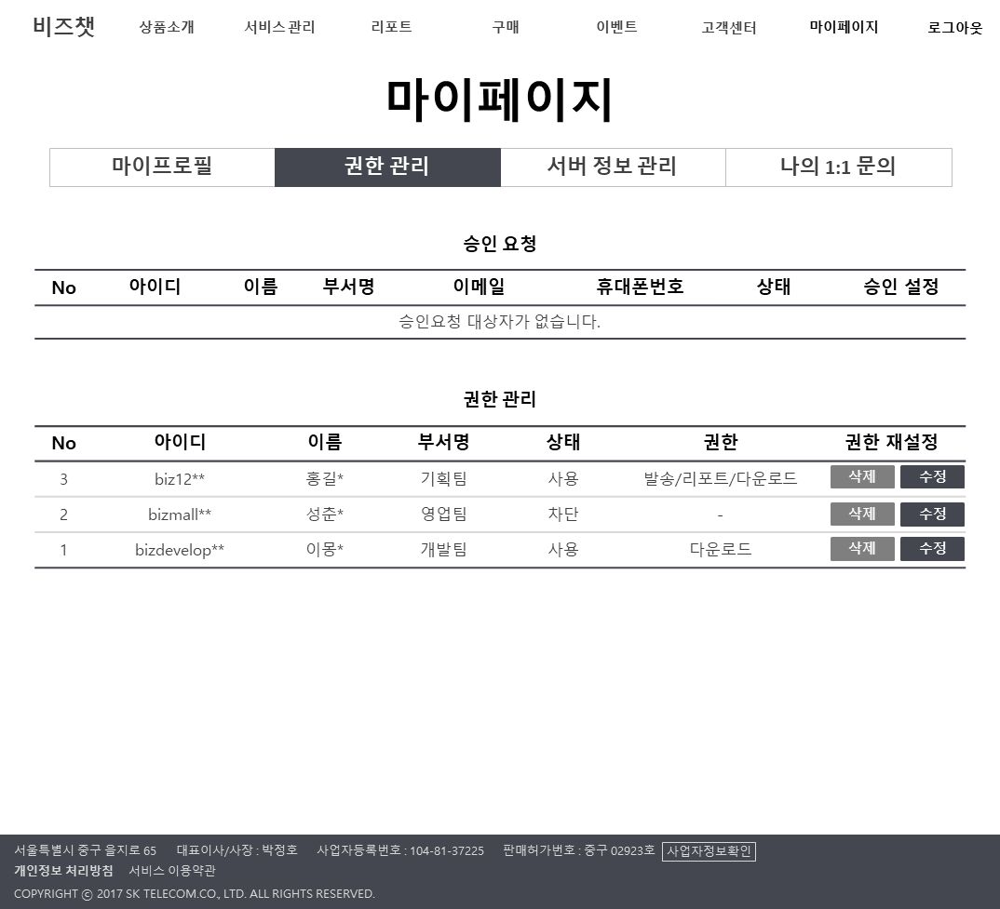 비즈챗 상품소개 서비스 관리 리포트 구매 이벤트 고객센터 마이페이지 로그아웃
마이페이지
마이프로필 권한 관리 서버 정보 관리 나의 1:1 문의
승인 요청
No 아이디 이름 부서명 이메일 휴대폰번호 상태 승인 설정
승인요청 대상자가 없습니다.
권한 관리
No 아이디 이름 부서명 상태 권한 권한 재설정
3 biz12** 홍길* 기획팀 사용 발송/리포트/다운로드 삭제 수정
2 bizmall** 성춘* 영업팀 차단 - 삭제 수정
1 bizdevelop** 이몽* 개발팀 사용 다운로드 삭제 수정
서울특별시 중구 을지로 65 대표이사/사장 : 박정호 사업자등록번호 : 104-81-37225 판매허가번호 : 중구 02923호 사업자정보확인
개인정보 처리방침 서비스 이용약관
COPYRIGHT ⓒ 2017 SK TELECOM.CO., LTD. ALL RIGHTS RESERVED.